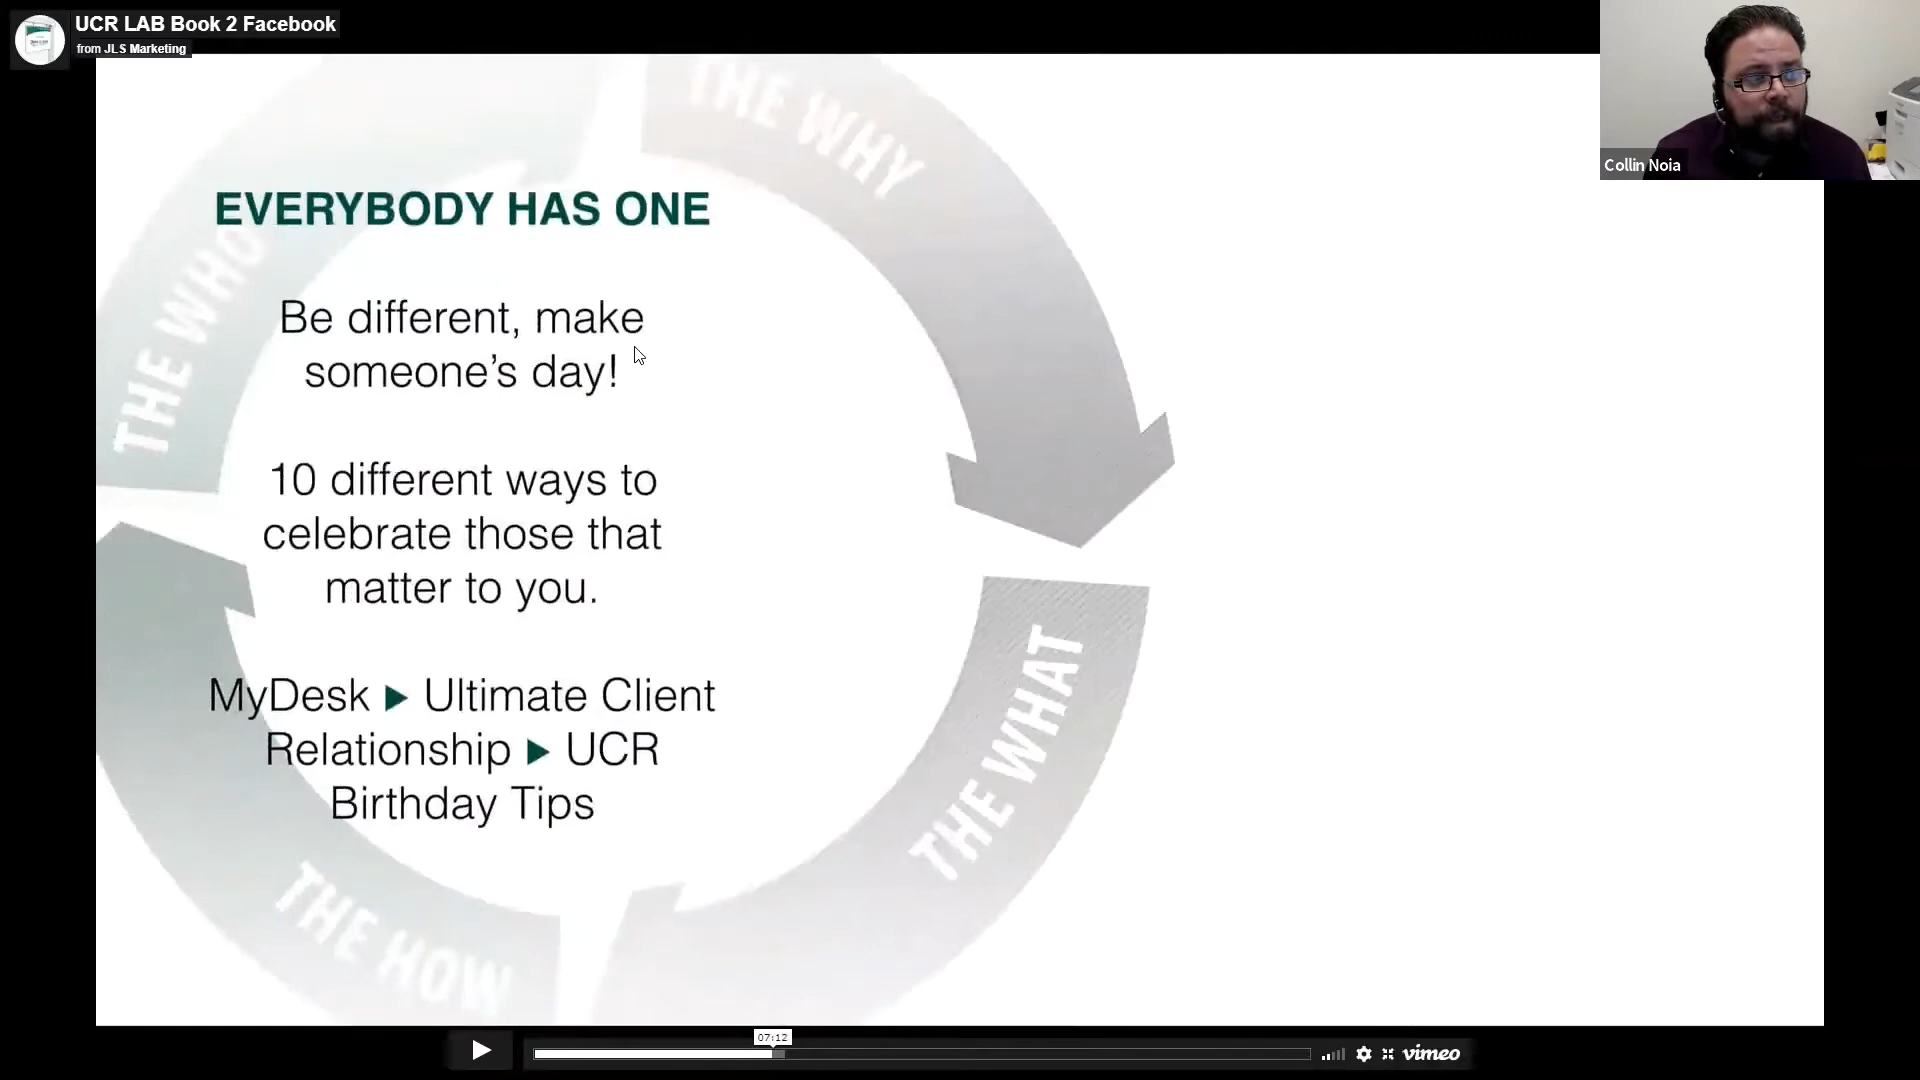 UCR LAB Book 2 Facebook
from JLS Marketing
Collin Noia
THE WHY
THE WHO
EVERYBODY HAS ONE
Be different, make
someone’s day!
10 different ways to
celebrate those that
matter to you.
MyDesk ▶ Ultimate Client
Relationship ▶ UCR
Birthday Tips
THE WHAT
THE HOW
07:12
vimeo